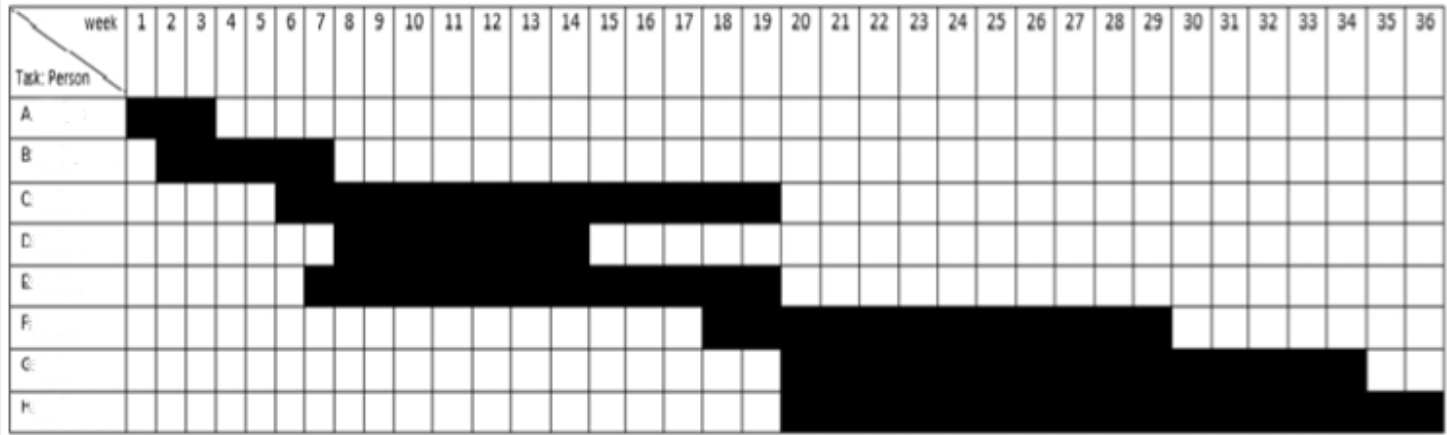 week 1 2 3 4 5 6 7 8 9 10 11 12 13 14 15 16 17 18 19 20 21 22 23 24 25 26 27 28 29 30 31 32 33 34 35 36
Task: Person
A:
B:
C:
D:
E:
F:
G:
H: